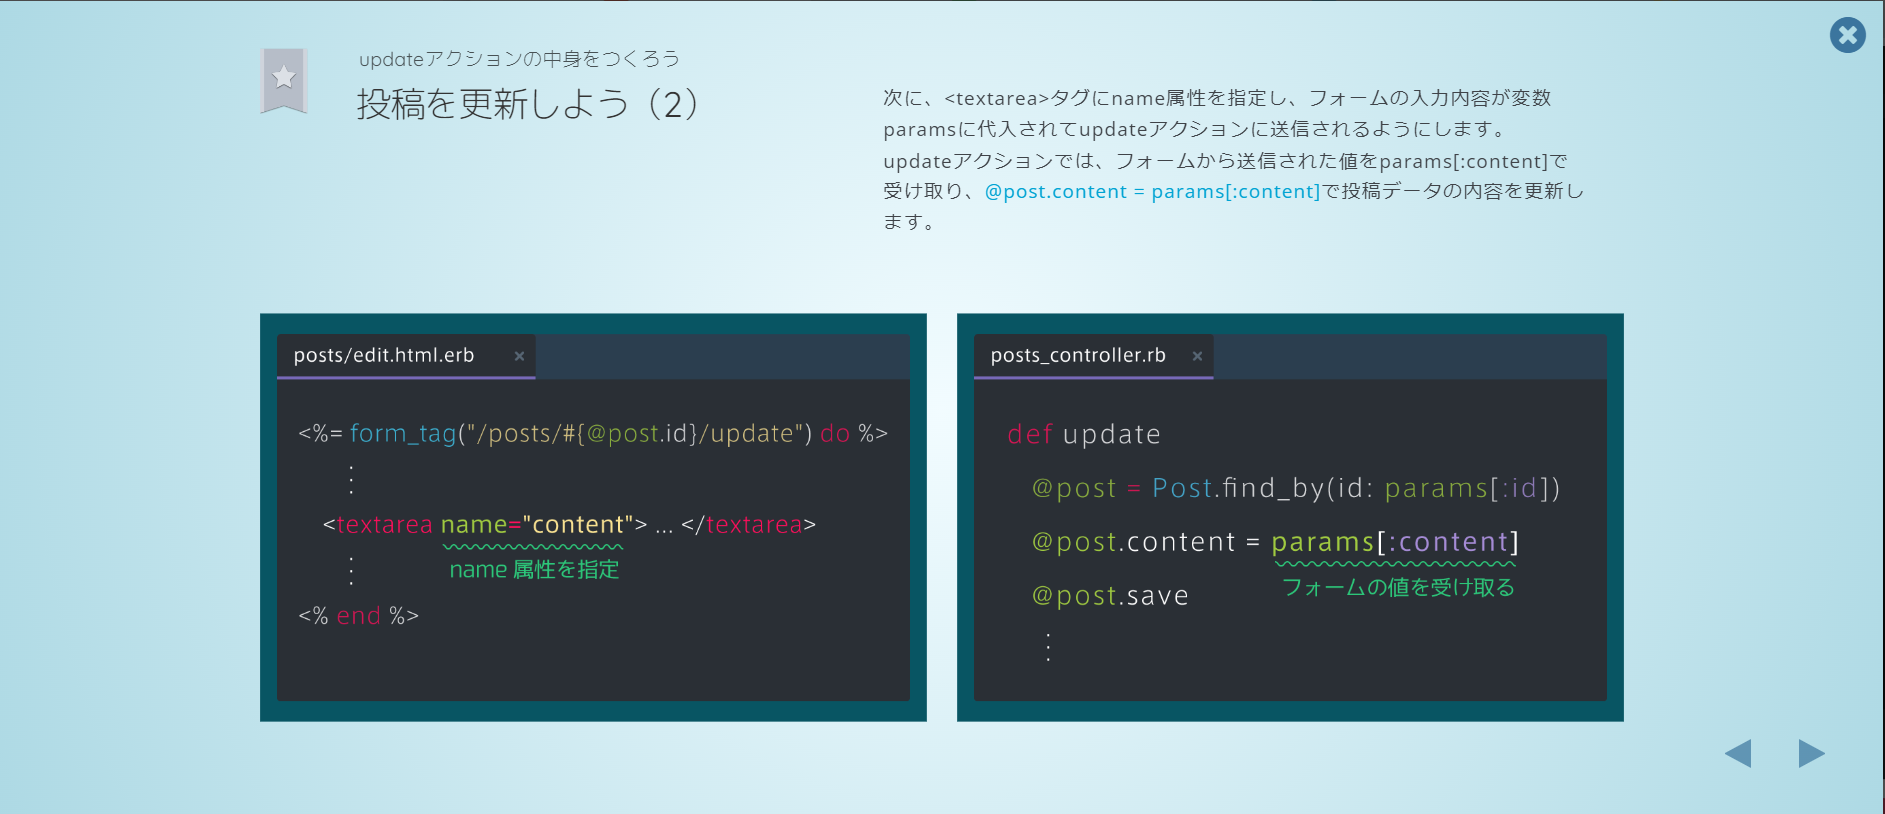 updateアクションの中身をつくろう
投稿を更新しよう（2）
次に、<textarea>タグにname属性を指定し、フォームの入力内容が変数
paramsに代入されてupdateアクションに送信されるようにします。
updateアクションでは、フォームから送信された値をparams[:content]で
受け取り、@post.content = params[:content]で投稿データの内容を更新し
ます。
posts/edit.html.erb ×
<%= form_tag("/posts/#{@post.id}/update") do %>
⋮
<textarea name="content"> ... </textarea>
name 属性を指定
⋮
<% end %>
posts_controller.rb ×
def update
@post = Post.find_by(id: params[:id])
@post.content = params[:content]
フォームの値を受け取る
@post.save
⋮